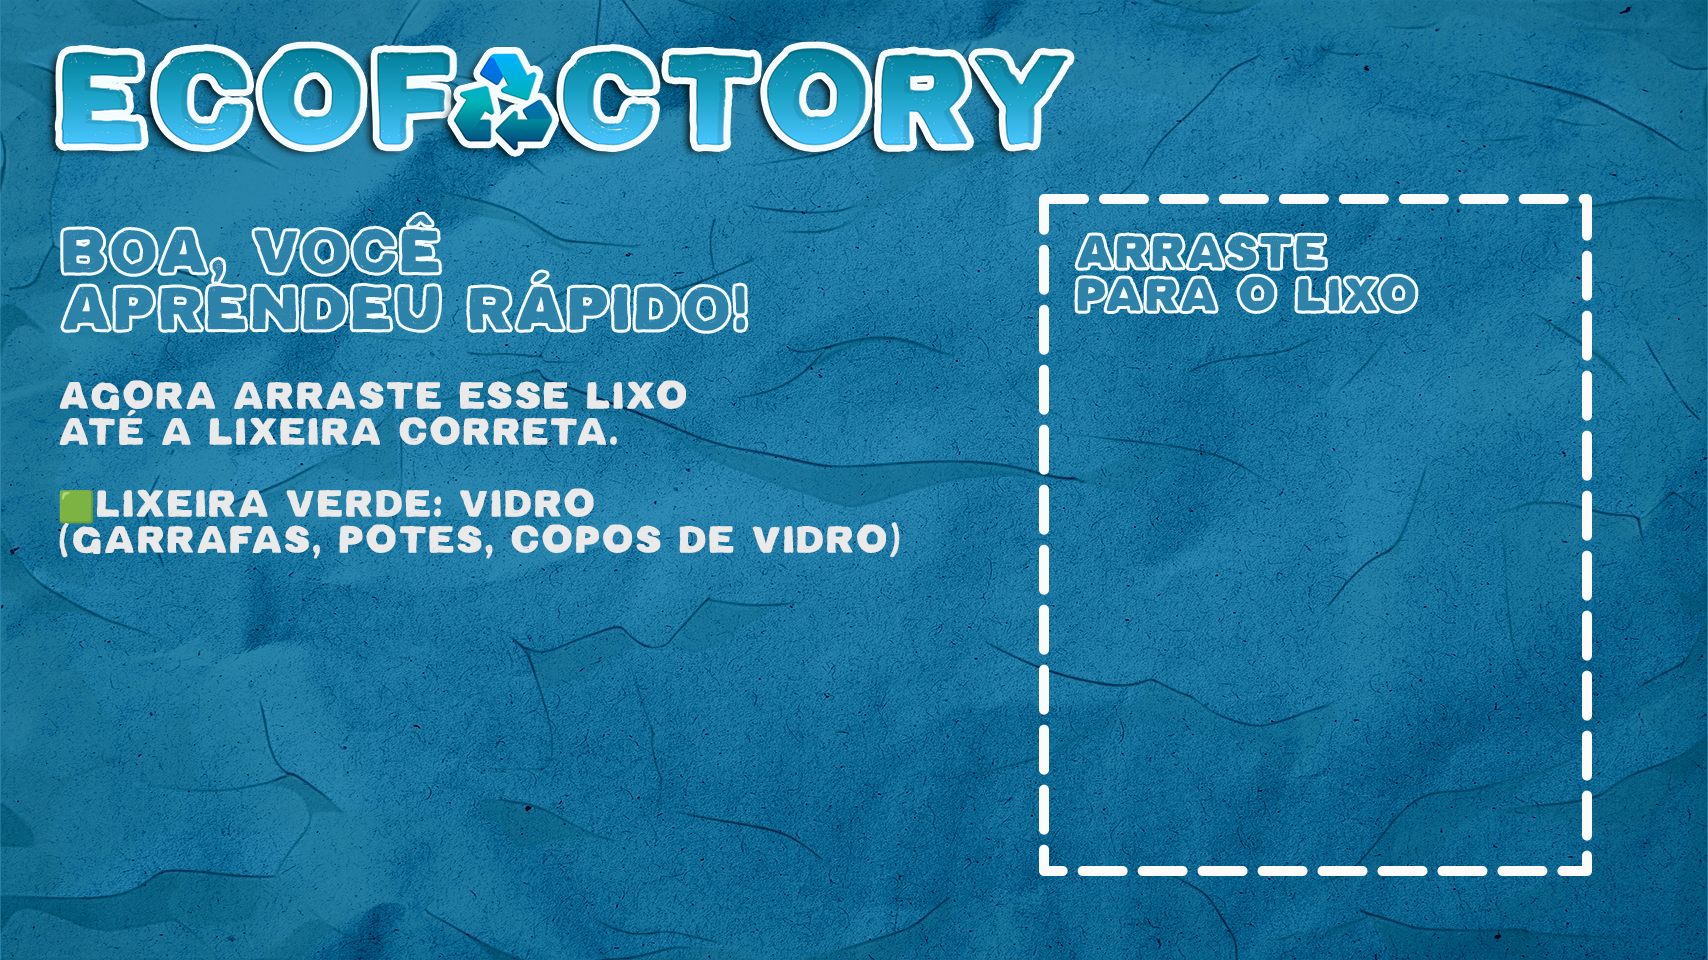 ECOFACTORY
BOA, VOCÊ
APRENDEU RÁPIDO!
AGORA ARRASTE ESSE LIXO
ATÉ A LIXEIRA CORRETA.
🟩LIXEIRA VERDE: VIDRO
(GARRAFAS, POTES, COPOS DE VIDRO)
ARRASTE
PARA O LIXO